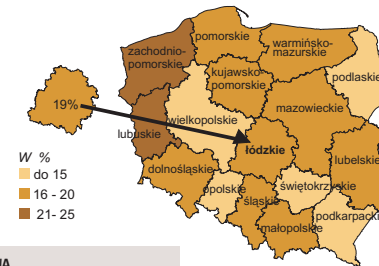 pomorskie
zachodnio-
pomorskie
warmińsko-
mazurskie
kujawsko-
pomorskie
podlaskie
19%
mazowieckie
wielkopolskie
lubuskie
łódzkie
W %
do 15
16 - 20
21- 25
dolnośląskie
lubelskie
opolskie
śląskie
świętokrzyskie
małopolskie
podkarpacki